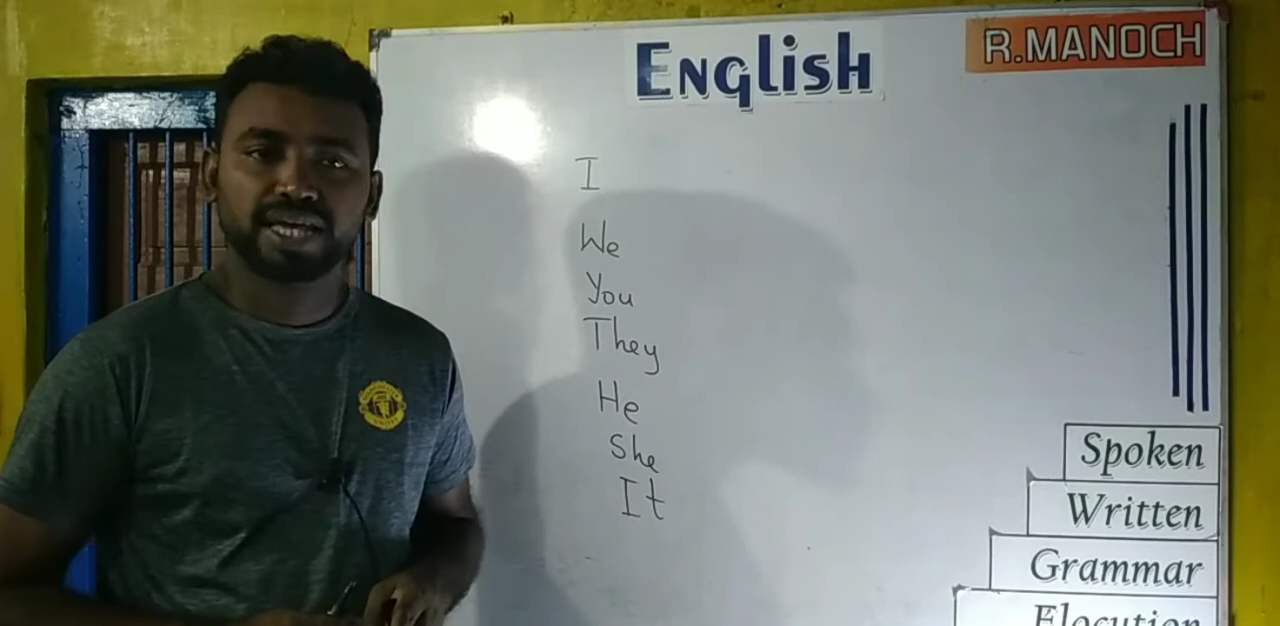 English
R.MANOCH
I
We
You
They
He
She
It
Spoken
Written
Grammar
Elocution